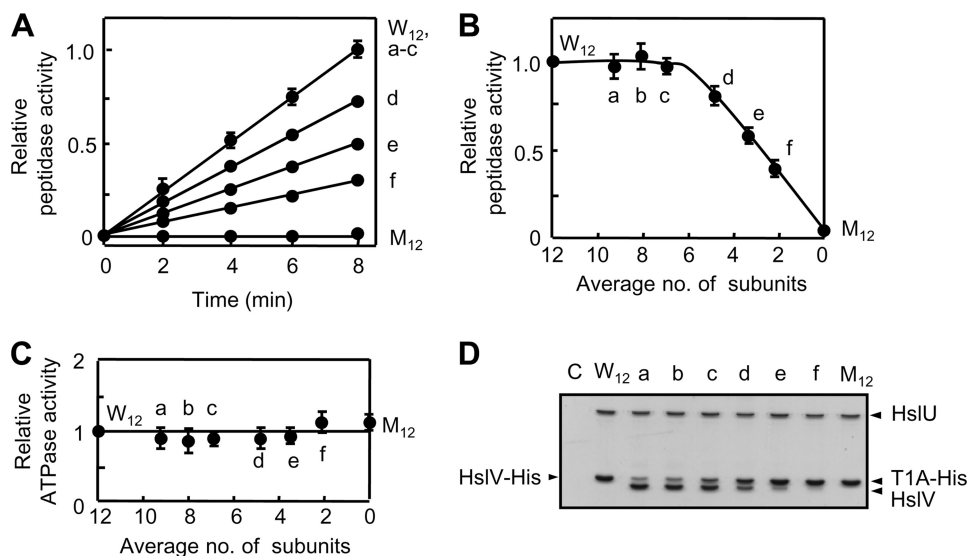 A
Relative
peptidase activity
1.0
0.5
0
0
2
4
6
8
Time (min)
W12,
a-c
d
e
f
M12
B
Relative
peptidase activity
1.0
0.5
0
W12
a
b
c
d
e
f
M12
12
10
8
6
4
2
0
Average no. of subunits
C
Relative
ATPase activity
2
1
0
W12
a
b
c
d
e
f
M12
12
10
8
6
4
2
0
Average no. of subunits
D
C W12 a b c d e f M12
HslU
HslV-His
T1A-His
HslV